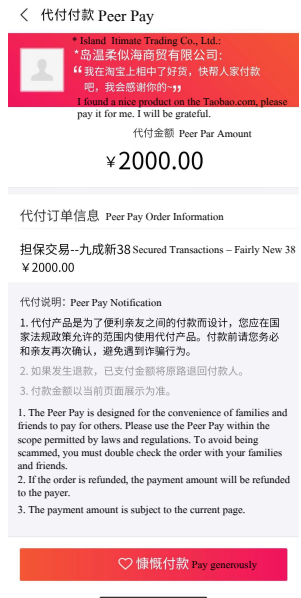 代付付款 Peer Pay
* Island Itimate Trading Co., Ltd.:
*岛温柔似海商贸有限公司:
“我在淘宝上相中了好货，快帮人家付款
吧，我会感谢你的~”
I found a nice product on the Taobao.com, please
pay it for me. I will be grateful.
代付金额 Peer Par Amount
￥2000.00
代付订单信息 Peer Pay Order Information
担保交易--九成新38 Secured Transactions – Fairly New 38
￥2000.00
代付说明: Peer Pay Notification
1. 代付产品是为了便利亲友之间的付款而设计，您应在国
家法规政策允许的范围内使用代付产品。付款前请您务必
和亲友再次确认，避免遇到诈骗行为。
2. 如果发生退款，已支付金额将原路退回付款人。
3. 付款金额以当前页面展示为准。
1. The Peer Pay is designed for the convenience of families and
friends to pay for others. Please use the Peer Pay within the
scope permitted by laws and regulations. To avoid being
scammed, you must double check the order with your families
and friends.
2. If the order is refunded, the payment amount will be refunded
to the payer.
3. The payment amount is subject to the current page.
慷慨付款 Pay generously